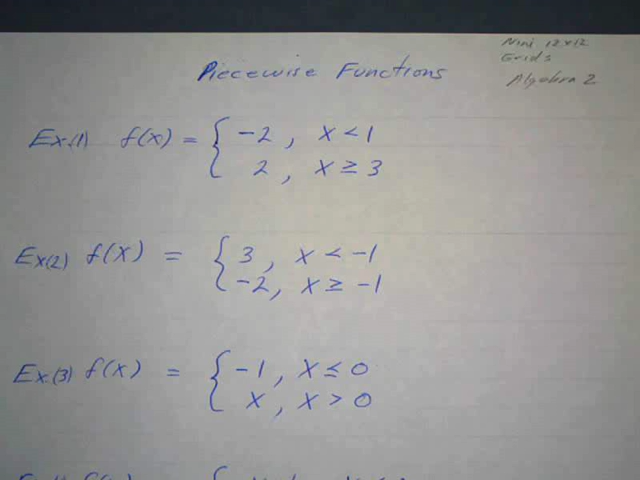 Mini 12x12
Grids
Algebra 2
Piecewise Functions
Ex.(1) f(x) = { -2 , x < 1
2 , x ≥ 3
Ex(2) f(x) = { 3 , x < -1
-2 , x ≥ -1
Ex.(3) f(x) = { -1 , x ≤ 0
x , x > 0